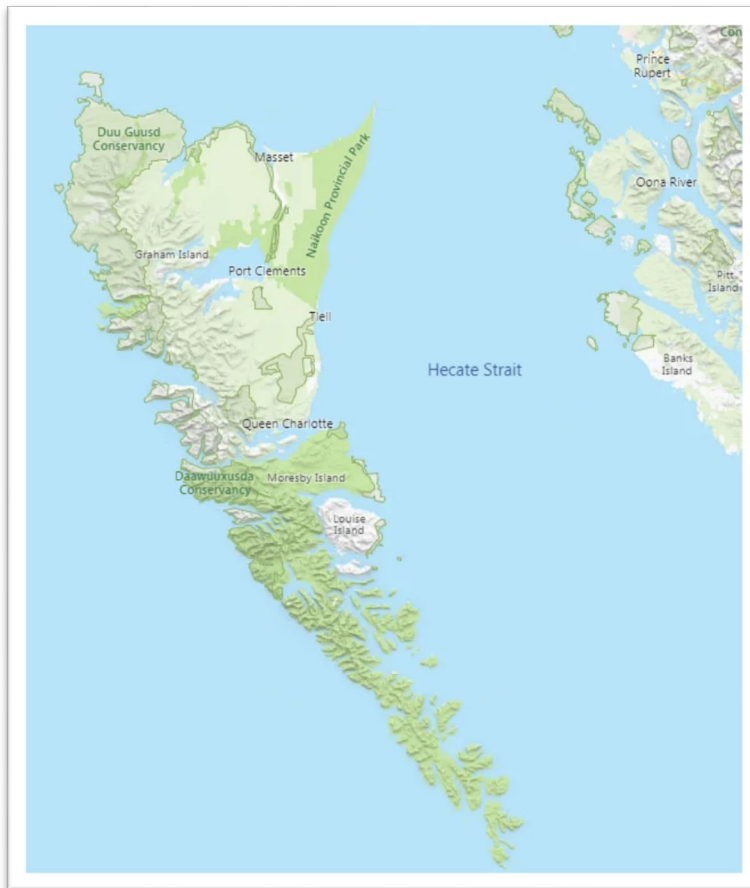 Con
Prince
Rupert
Duu Guusd
Conservancy
Masset
Naikoon Provincial Park
Oona River
Graham Island
Port Clements
Pitt
Island
Tlell
Hecate Strait
Banks
Island
Queen Charlotte
Daawuuxusda
Conservancy
Moresby Island
Louise
Island